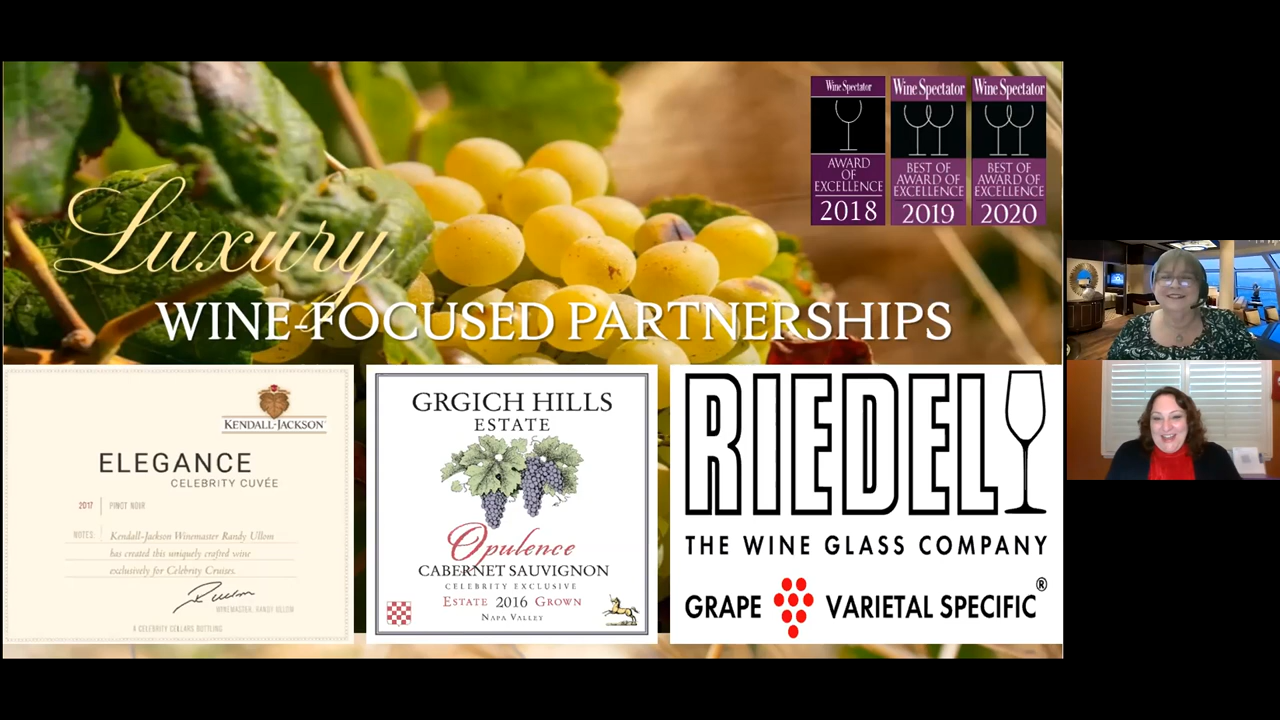 Wine Spectator
AWARD
OF
EXCELLENCE
2018
Wine Spectator
BEST OF
AWARD OF
EXCELLENCE
2019
Wine Spectator
BEST OF
AWARD OF
EXCELLENCE
2020
Luxury
WINE-FOCUSED PARTNERSHIPS
KENDALL-JACKSON
ELEGANCE
CELEBRITY CUVÉE
2017 PINOT NOIR
NOTES: Kendall-Jackson Winemaster Randy Ullom
has created this uniquely crafted wine
exclusively for Celebrity Cruises.
WINEMASTER, RANDY ULLOM
A CELEBRITY CELLARS BOTTLING
GRGICH HILLS
ESTATE
Opulence
CABERNET SAUVIGNON
CELEBRITY EXCLUSIVE
ESTATE 2016 GROWN
NAPA VALLEY
RIEDEL
THE WINE GLASS COMPANY
GRAPE VARIETAL SPECIFIC®